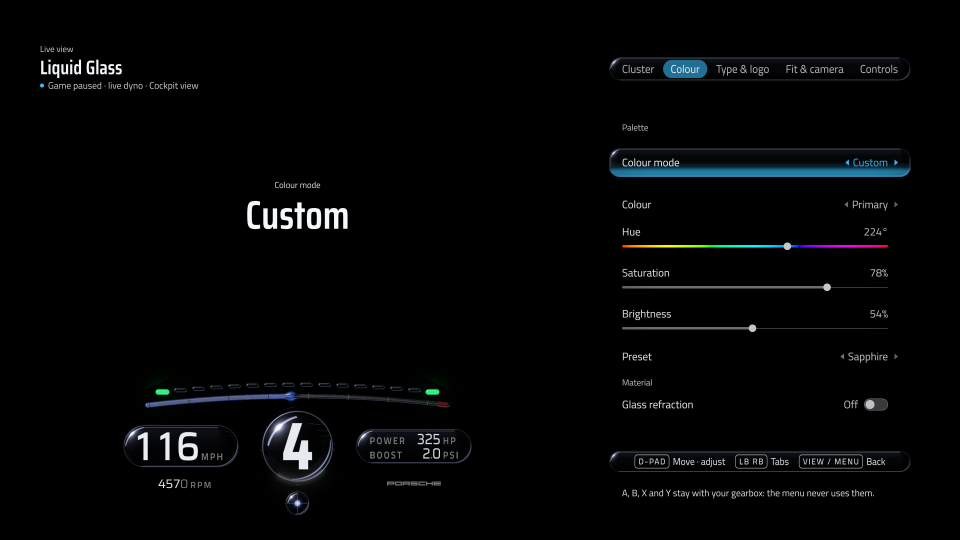 Live view
Liquid Glass
Game paused · live dyno · Cockpit view
Cluster Colour Type & logo Fit & camera Controls
Palette
Colour mode Custom
Colour mode
Custom
Colour Primary
Hue 224°
Saturation 78%
Brightness 54%
Preset Sapphire
Material
Glass refraction Off
116 MPH
4570 RPM
4
POWER 325 HP
BOOST 2.0 PSI
PORSCHE
D-PAD Move · adjust LB RB Tabs VIEW / MENU Back
A, B, X and Y stay with your gearbox: the menu never uses them.